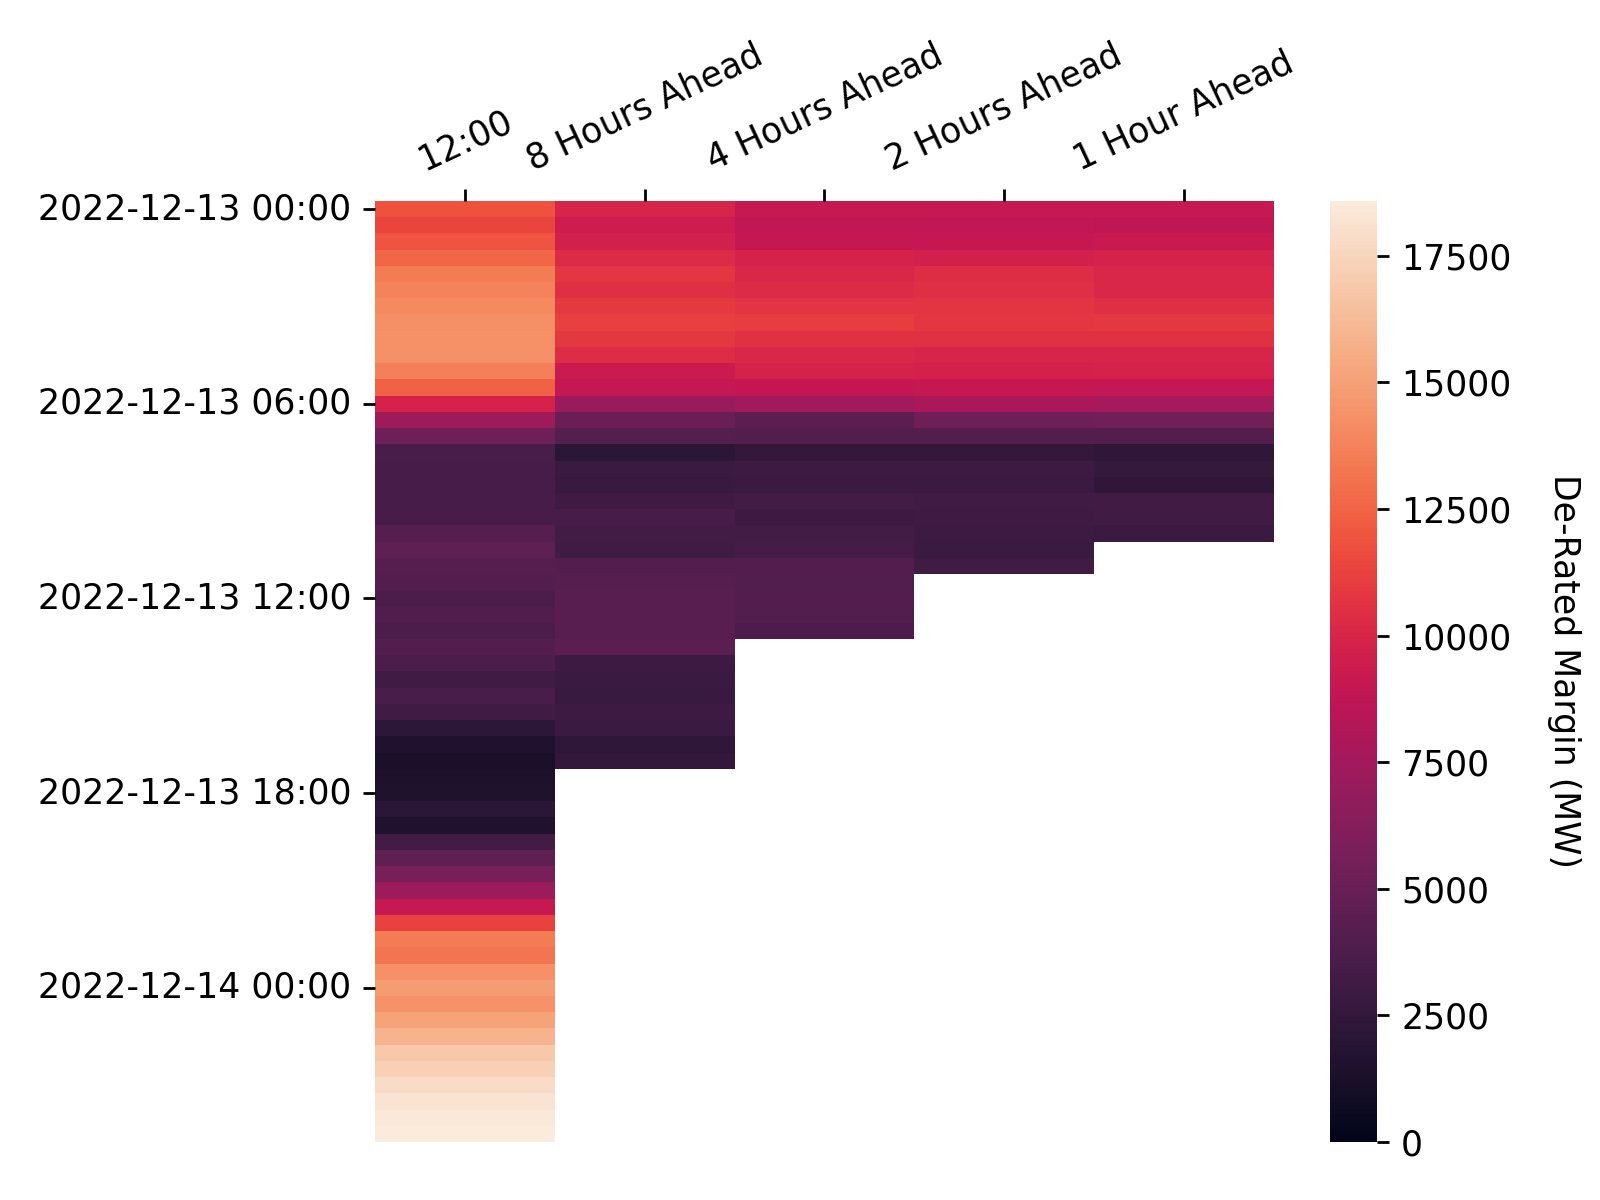 12:00
8 Hours Ahead
4 Hours Ahead
2 Hours Ahead
1 Hour Ahead
2022-12-13 00:00
2022-12-13 06:00
2022-12-13 12:00
2022-12-13 18:00
2022-12-14 00:00
17500
15000
12500
10000
7500
5000
2500
0
De-Rated Margin (MW)